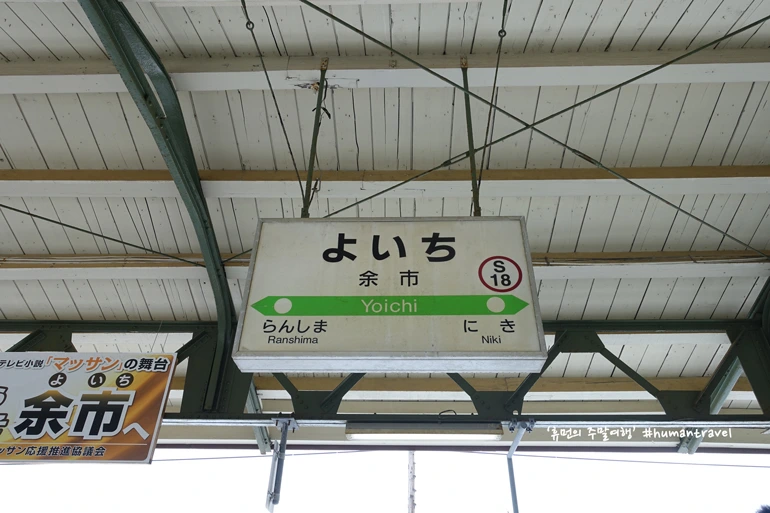 よいち
余市
S
18
Yoichi
らんしま
Ranshima
にき
Niki
テレビ小説「マッサン」の舞台
よいち
余市へ
ッサン応援推進協議会
'휴먼의 주말여행' #humantravel